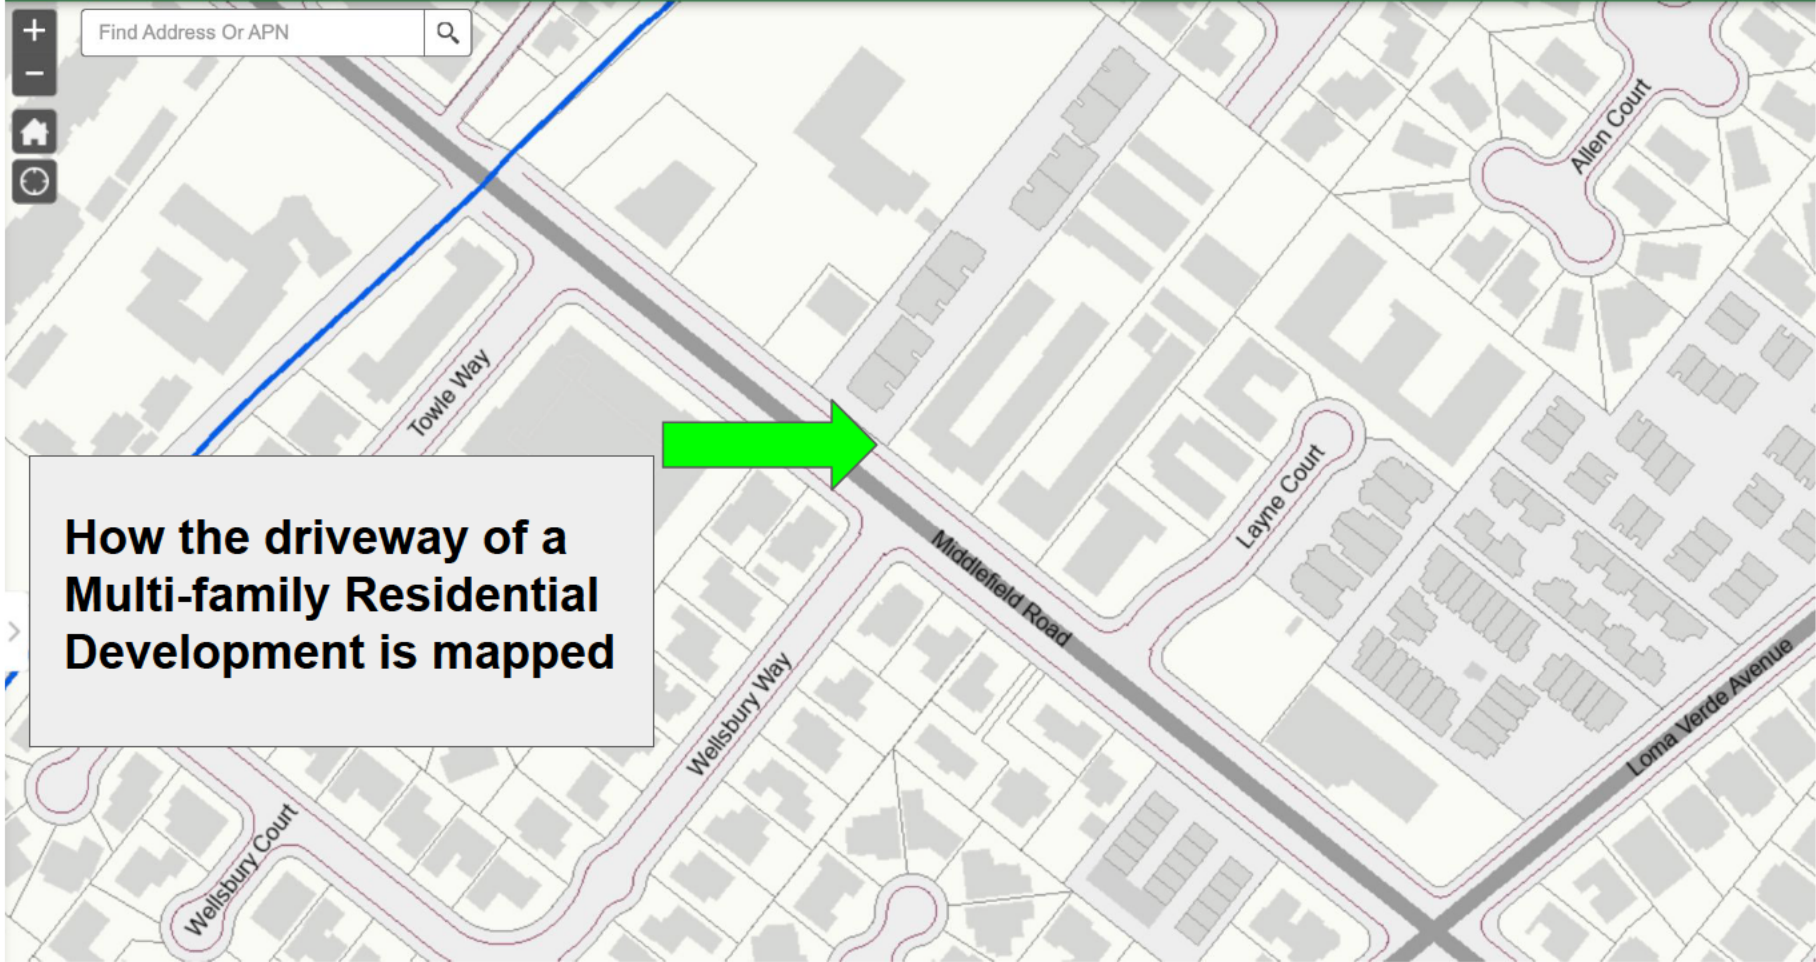 +
Find Address Or APN
−
Allen Court
Towle Way
Layne Court
How the driveway of a
Multi-family Residential
Development is mapped
Middlefield Road
Wellsbury Way
Loma Verde Avenue
Wellsbury Court